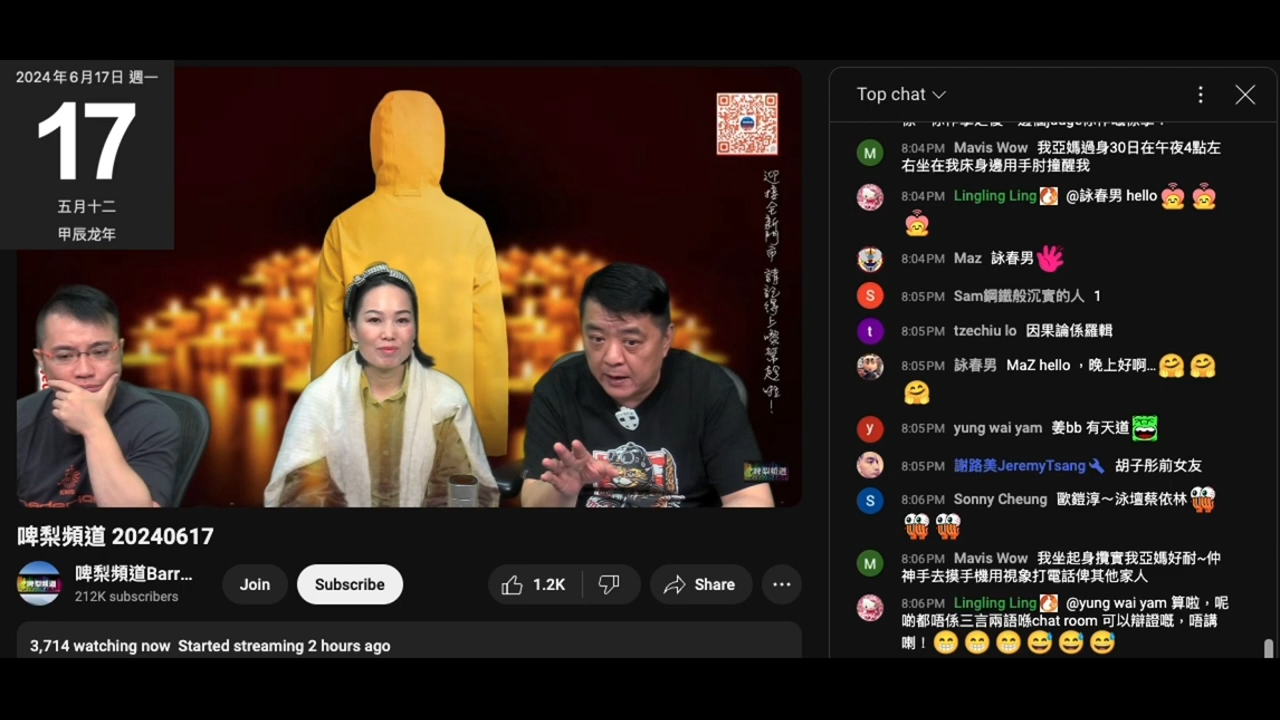 2024年6月17日 週一
17
五月十二
甲辰龙年
迎接全新門市 請記得上嚟幫趁啦！
啤梨頻道
啤梨頻道 20240617
啤梨頻道Barr...
212K subscribers
Join
Subscribe
1.2K
Share
3,714 watching now Started streaming 2 hours ago
Top chat
8:04PM Mavis Wow 我亞媽過身30日在午夜4點左
右坐在我床身邊用手肘撞醒我
8:04PM Lingling Ling @詠春男 hello
8:04PM Maz 詠春男
8:05PM Sam鋼鐵般沉實的人 1
8:05PM tzechiu lo 因果論係羅輯
8:05PM 詠春男 MaZ hello ，晚上好啊...
8:05PM yung wai yam 姜bb 有天道
8:05PM 謝路美JeremyTsang 胡子彤前女友
8:06PM Sonny Cheung 歐鎧淳～泳壇蔡依林
8:06PM Mavis Wow 我坐起身攬實我亞媽好耐~仲
神手去摸手機用視象打電話俾其他家人
8:06PM Lingling Ling @yung wai yam 算啦，呢
啲都唔係三言兩語喺chat room 可以辯證嘅，唔講
喇！